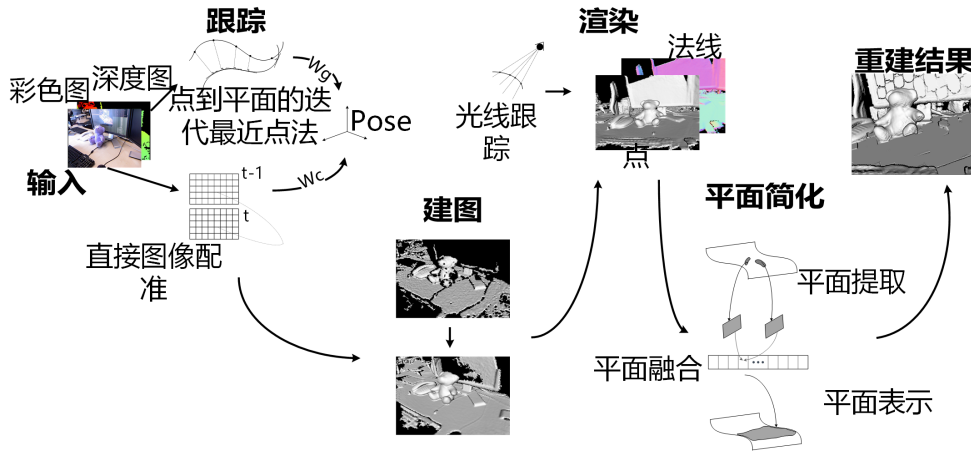 跟踪
彩色图
深度图
点到平面的迭
代最近点法
Wg
Pose
输入
t-1
Wc
t
直接图像配
准
建图
渲染
法线
光线跟
踪
点
平面简化
平面提取
平面融合
平面表示
重建结果